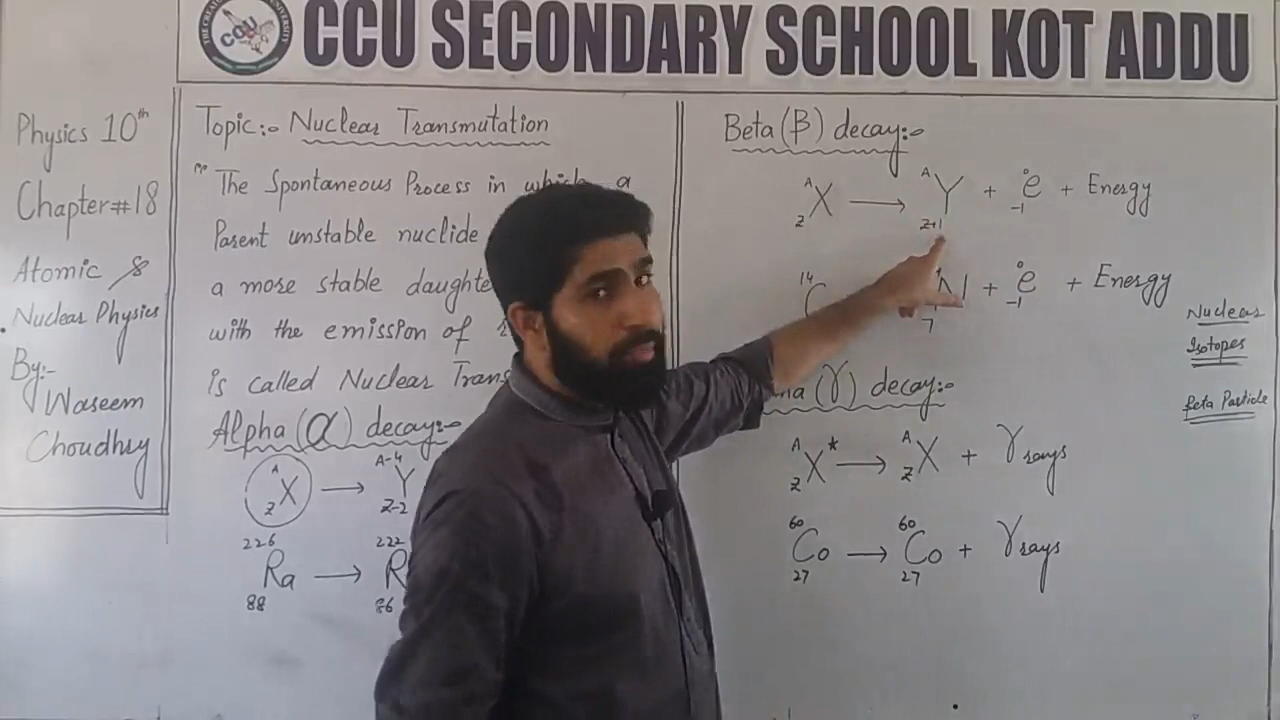 CCU SECONDARY SCHOOL KOT ADDU
CCU
Physics 10th
Chapter#18
Atomic &
Nuclear Physics
By:-
Waseem
Choudhry
Topic:- Nuclear Transmutation
"The Spontaneous Process in which a
Parent unstable nuclide
a more stable daughte
with the emission of
is called Nuclear Trans
Alpha (α) decay:-
A Z X → A-4 Z-2 Y
226 88 Ra → 222 86 R
Beta (β) decay:-
A Z X → A Z+1 Y + 0 -1 e + Energy
14 C 7 N + 0 -1 e + Energy
ma (γ) decay:-
A Z X* → A Z X + γ rays
60 27 Co → 60 27 Co + γ rays
Nuclear
Isotopes
Beta Particle